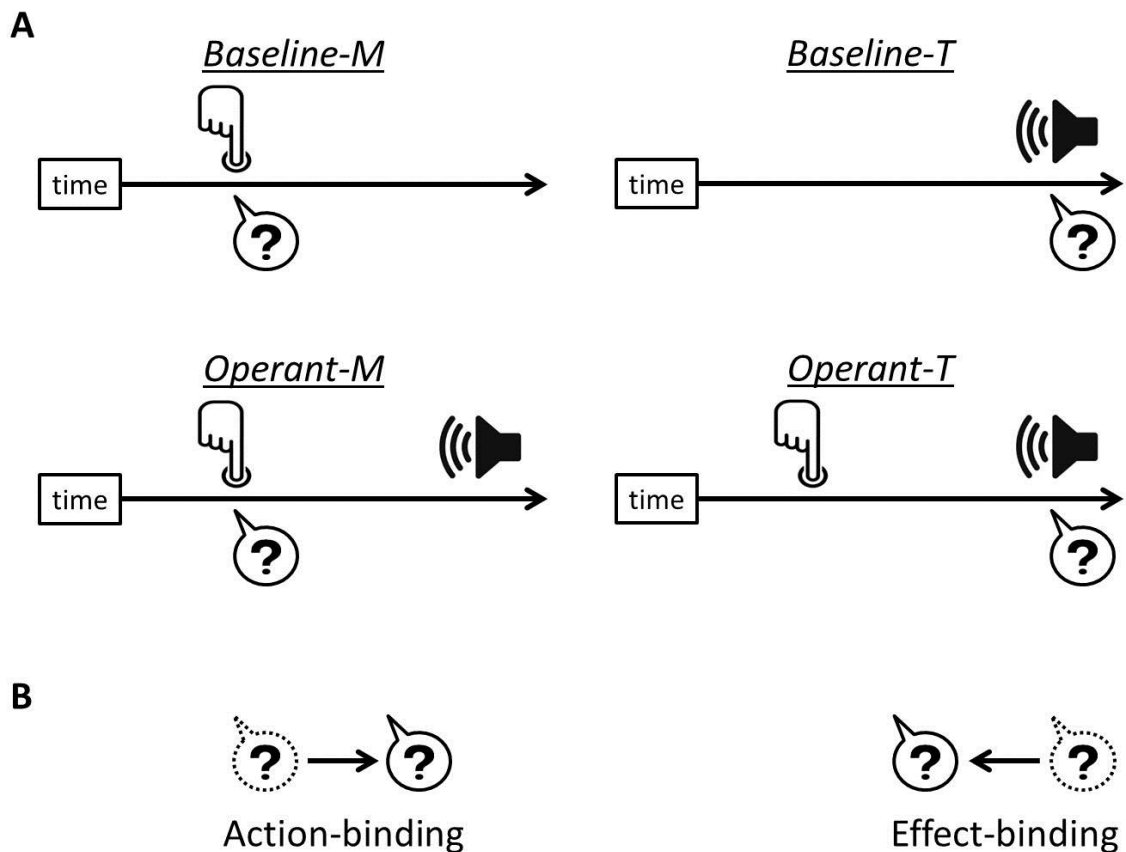 A
Baseline-M
Baseline-T
time
time
?
?
Operant-M
Operant-T
time
time
?
?
B
? ?
? ?
Action-binding
Effect-binding